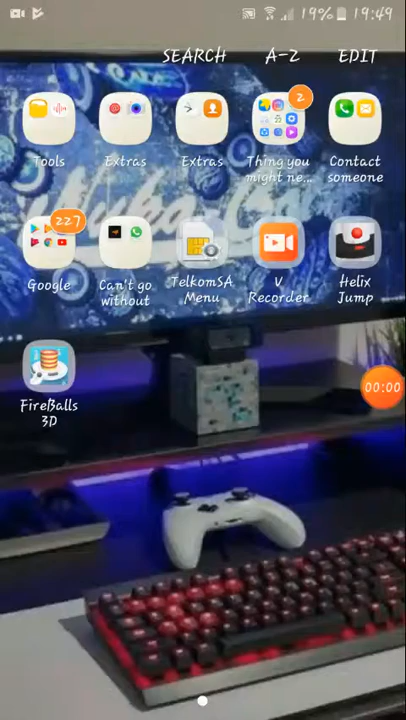 19% 19:49
SEARCH A-Z EDIT
2
Tools Extras Extras Thing you might ne... Contact someone
227
Google Can't go without TelkomSA Menu V Recorder Helix Jump
00:00
FireBalls 3D